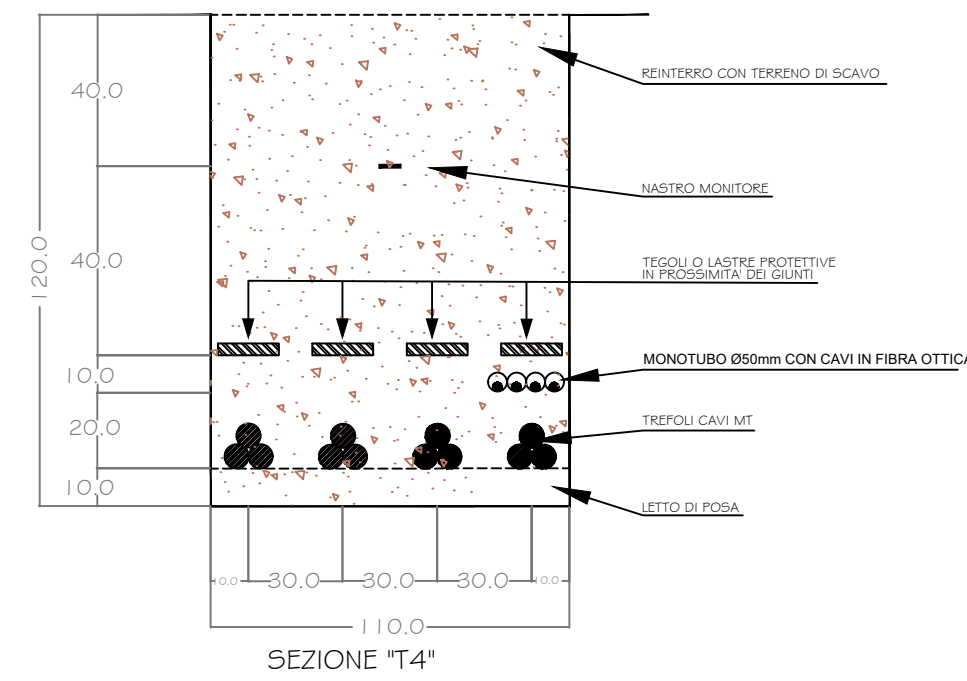 40.0
REINTERRO CON TERRENO DI SCAVO
NASTRO MONITORE
120.0
40.0
TEGOLI O LASTRE PROTETTIVE
IN PROSSIMITA' DEI GIUNTI
MONOTUBO Ø50mm CON CAVI IN FIBRA OTTICA
10.0
20.0
TREFOLI CAVI MT
10.0
LETTO DI POSA
10.0 30.0 30.0 30.0 10.0
110.0
SEZIONE "T4"